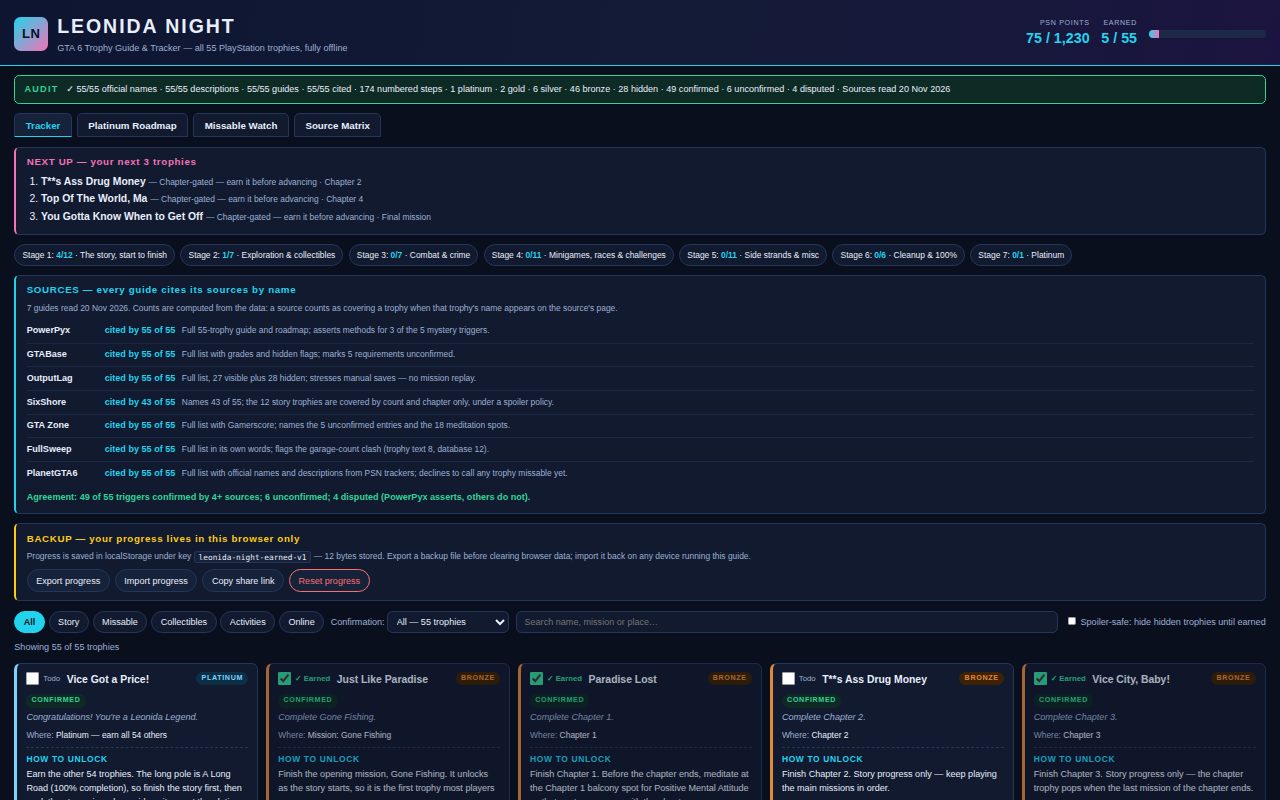 LN
LEONIDA NIGHT
GTA 6 Trophy Guide & Tracker — all 55 PlayStation trophies, fully offline
PSN POINTS
75 / 1,230
EARNED
5 / 55
AUDIT ✓ 55/55 official names · 55/55 descriptions · 55/55 guides · 55/55 cited · 174 numbered steps · 1 platinum · 2 gold · 6 silver · 46 bronze · 28 hidden · 49 confirmed · 6 unconfirmed · 4 disputed · Sources read 20 Nov 2026
Tracker
Platinum Roadmap
Missable Watch
Source Matrix
NEXT UP — your next 3 trophies
1. T**s Ass Drug Money — Chapter-gated — earn it before advancing · Chapter 2
2. Top Of The World, Ma — Chapter-gated — earn it before advancing · Chapter 4
3. You Gotta Know When to Get Off — Chapter-gated — earn it before advancing · Final mission
Stage 1: 4/12 · The story, start to finish
Stage 2: 1/7 · Exploration & collectibles
Stage 3: 0/7 · Combat & crime
Stage 4: 0/11 · Minigames, races & challenges
Stage 5: 0/11 · Side strands & misc
Stage 6: 0/6 · Cleanup & 100%
Stage 7: 0/1 · Platinum
SOURCES — every guide cites its sources by name
7 guides read 20 Nov 2026. Counts are computed from the data: a source counts as covering a trophy when that trophy's name appears on the source's page.
PowerPyx cited by 55 of 55 Full 55-trophy guide and roadmap; asserts methods for 3 of the 5 mystery triggers.
GTABase cited by 55 of 55 Full list with grades and hidden flags; marks 5 requirements unconfirmed.
OutputLag cited by 55 of 55 Full list, 27 visible plus 28 hidden; stresses manual saves — no mission replay.
SixShore cited by 43 of 55 Names 43 of 55; the 12 story trophies are covered by count and chapter only, under a spoiler policy.
GTA Zone cited by 55 of 55 Full list with Gamerscore; names the 5 unconfirmed entries and the 18 meditation spots.
FullSweep cited by 55 of 55 Full list in its own words; flags the garage-count clash (trophy text 8, database 12).
PlanetGTA6 cited by 55 of 55 Full list with official names and descriptions from PSN trackers; declines to call any trophy missable yet.
Agreement: 49 of 55 triggers confirmed by 4+ sources; 6 unconfirmed; 4 disputed (PowerPyx asserts, others do not).
BACKUP — your progress lives in this browser only
Progress is saved in localStorage under key leonida-night-earned-v1 — 12 bytes stored. Export a backup file before clearing browser data; import it back on any device running this guide.
Export progress
Import progress
Copy share link
Reset progress
All
Story
Missable
Collectibles
Activities
Online
Confirmation: All — 55 trophies
Search name, mission or place…
Spoiler-safe: hide hidden trophies until earned
Showing 55 of 55 trophies
Todo Vice Got a Price! PLATINUM
CONFIRMED
Congratulations! You're a Leonida Legend.
Where: Platinum — earn all 54 others
HOW TO UNLOCK
Earn the other 54 trophies. The long pole is A Long
Road (100% completion), so finish the story first, then
✓ Earned Just Like Paradise BRONZE
CONFIRMED
Complete Gone Fishing.
Where: Mission: Gone Fishing
HOW TO UNLOCK
Finish the opening mission, Gone Fishing. It unlocks
as the story starts, so it is the first trophy most players
✓ Earned Paradise Lost BRONZE
CONFIRMED
Complete Chapter 1.
Where: Chapter 1
HOW TO UNLOCK
Finish Chapter 1. Before the chapter ends, meditate at
the Chapter 1 balcony spot for Positive Mental Attitude
Todo T**s Ass Drug Money BRONZE
CONFIRMED
Complete Chapter 2.
Where: Chapter 2
HOW TO UNLOCK
Finish Chapter 2. Story progress only — keep playing
the main missions in order.
✓ Earned Vice City, Baby! BRONZE
CONFIRMED
Complete Chapter 3.
Where: Chapter 3
HOW TO UNLOCK
Finish Chapter 3. Story progress only — the chapter
trophy pops when the last mission of the chapter ends.